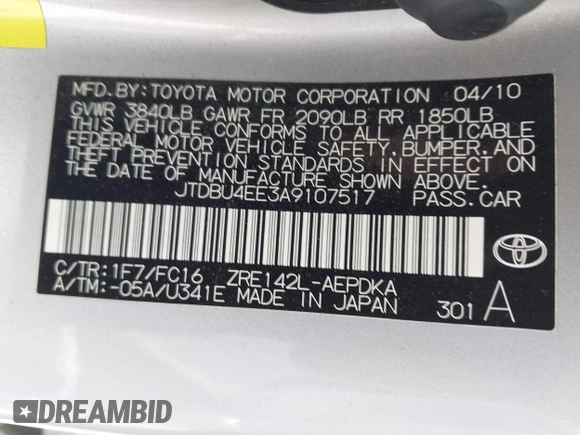 MFD. BY: TOYOTA MOTOR CORPORATION 04/10
GVWR 3840LB GAWR FR 2090LB RR 1850LB
THIS VEHICLE CONFORMS TO ALL APPLICABLE
FEDERAL MOTOR VEHICLE SAFETY, BUMPER, AND
THEFT PREVENTION STANDARDS IN EFFECT ON
THE DATE OF MANUFACTURE SHOWN ABOVE.
JTDBU4EE3A9107517 PASS. CAR
C/TR: 1F7/FC16 ZRE142L-AEPDKA
A/TM: -05A/U341E MADE IN JAPAN 301 A
TOYOTA
DREAMBID